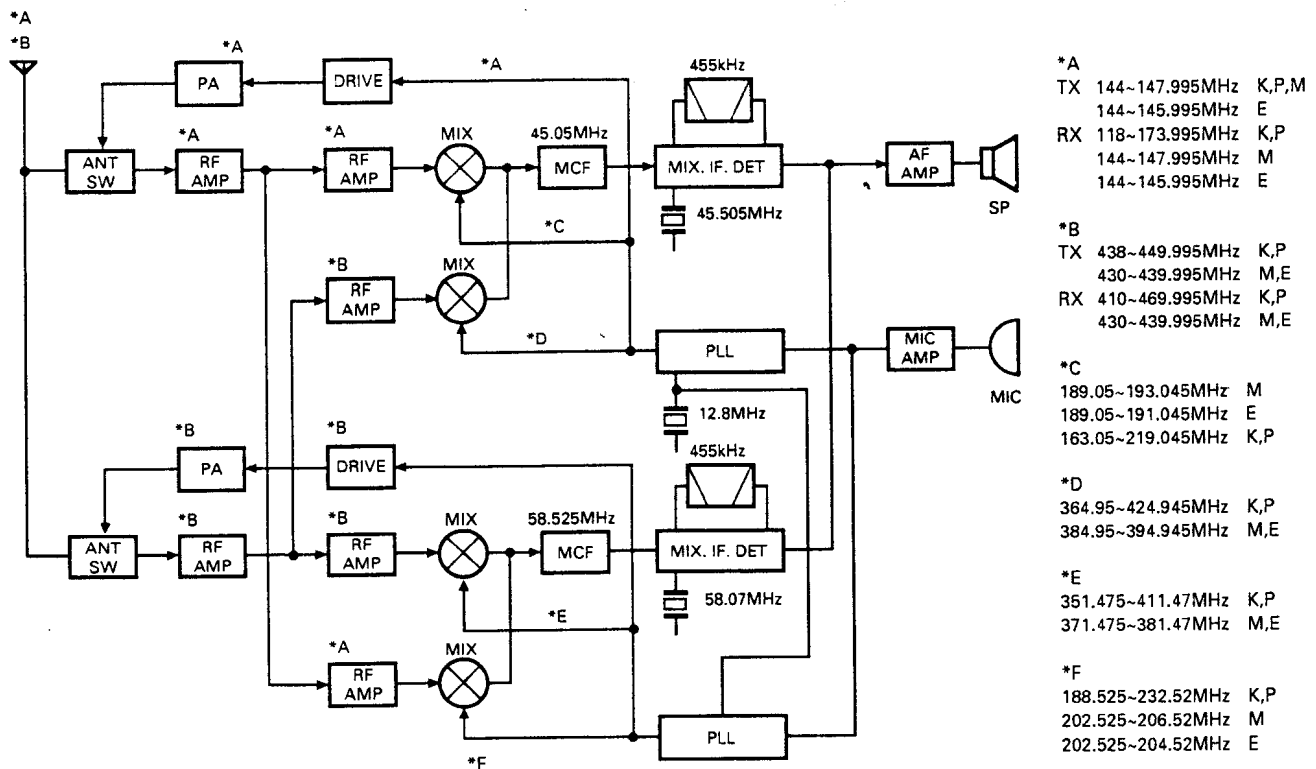 *A
*B
*A
PA
DRIVE
*A
455kHz
*A
ANT
SW
RF
AMP
*A
RF
AMP
MIX
45.05MHz
MCF
MIX. IF. DET
AF
AMP
SP
45.505MHz
*C
*B
RF
AMP
MIX
*D
PLL
MIC
AMP
MIC
12.8MHz
*B
PA
*B
DRIVE
455kHz
*B
ANT
SW
RF
AMP
*B
RF
AMP
MIX
58.525MHz
MCF
MIX. IF. DET
58.07MHz
*E
*A
RF
AMP
MIX
PLL
*F
*A
TX 144~147.995MHz K,P,M
144~145.995MHz E
RX 118~173.995MHz K,P
144~147.995MHz M
144~145.995MHz E
*B
TX 438~449.995MHz K,P
430~439.995MHz M,E
RX 410~469.995MHz K,P
430~439.995MHz M,E
*C
189.05~193.045MHz M
189.05~191.045MHz E
163.05~219.045MHz K,P
*D
364.95~424.945MHz K,P
384.95~394.945MHz M,E
*E
351.475~411.47MHz K,P
371.475~381.47MHz M,E
*F
188.525~232.52MHz K,P
202.525~206.52MHz M
202.525~204.52MHz E